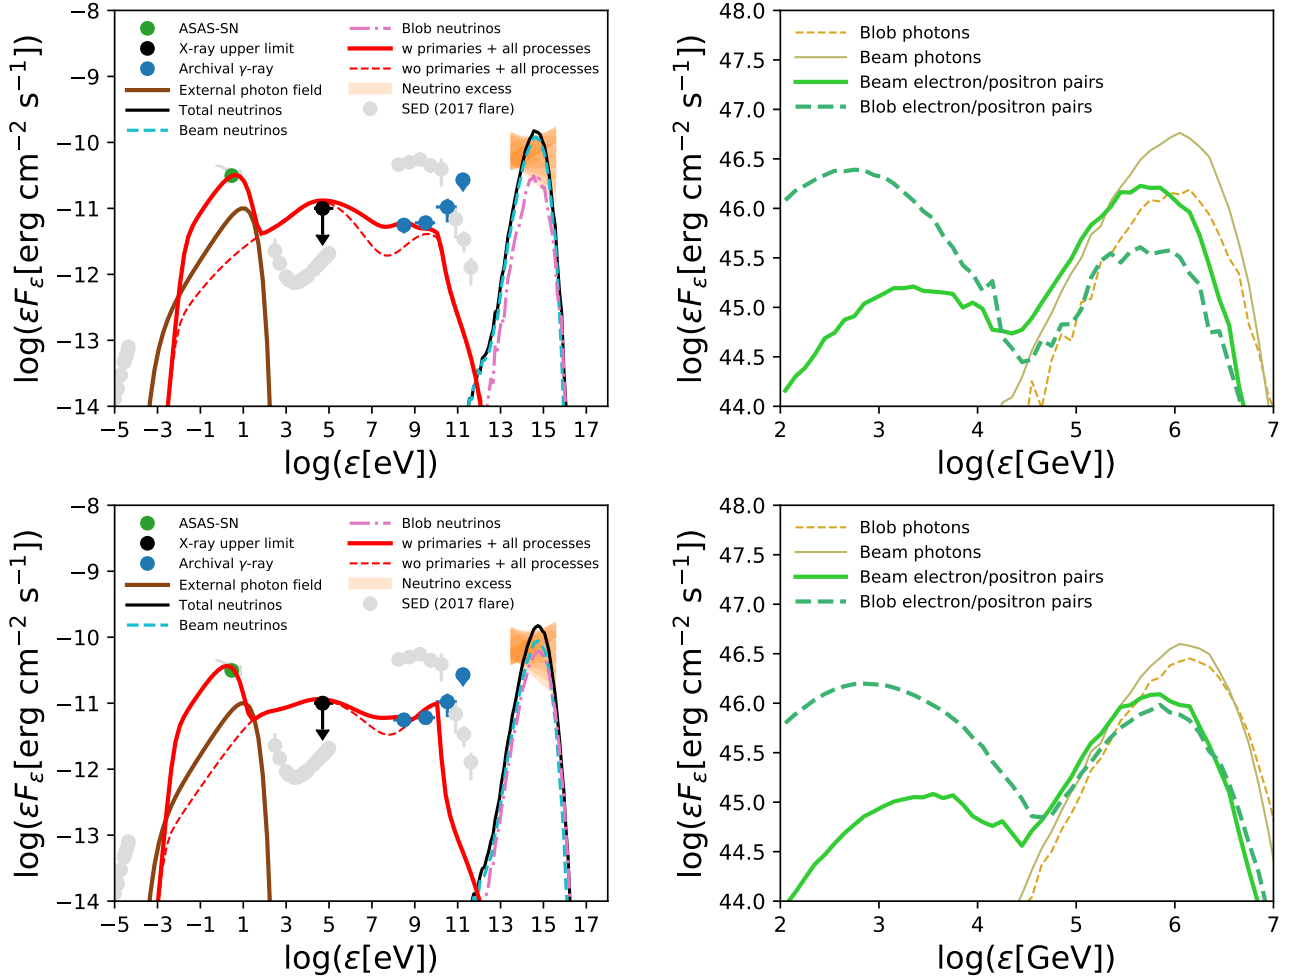 −8
−9
−10
−11
−12
−13
−14
log(εFε[erg cm⁻² s⁻¹])
ASAS-SN
X-ray upper limit
Archival γ-ray
External photon field
Total neutrinos
Beam neutrinos
Blob neutrinos
w primaries + all processes
wo primaries + all processes
Neutrino excess
SED (2017 flare)
−5 −3 −1 1 3 5 7 9 11 13 15 17
log(ε[eV])
48.0
47.5
47.0
46.5
46.0
45.5
45.0
44.5
44.0
log(εFε[erg cm⁻² s⁻¹])
Blob photons
Beam photons
Beam electron/positron pairs
Blob electron/positron pairs
2 3 4 5 6 7
log(ε[GeV])
−8
−9
−10
−11
−12
−13
−14
log(εFε[erg cm⁻² s⁻¹])
ASAS-SN
X-ray upper limit
Archival γ-ray
External photon field
Total neutrinos
Beam neutrinos
Blob neutrinos
w primaries + all processes
wo primaries + all processes
Neutrino excess
SED (2017 flare)
−5 −3 −1 1 3 5 7 9 11 13 15 17
log(ε[eV])
48.0
47.5
47.0
46.5
46.0
45.5
45.0
44.5
44.0
log(εFε[erg cm⁻² s⁻¹])
Blob photons
Beam photons
Beam electron/positron pairs
Blob electron/positron pairs
2 3 4 5 6 7
log(ε[GeV])